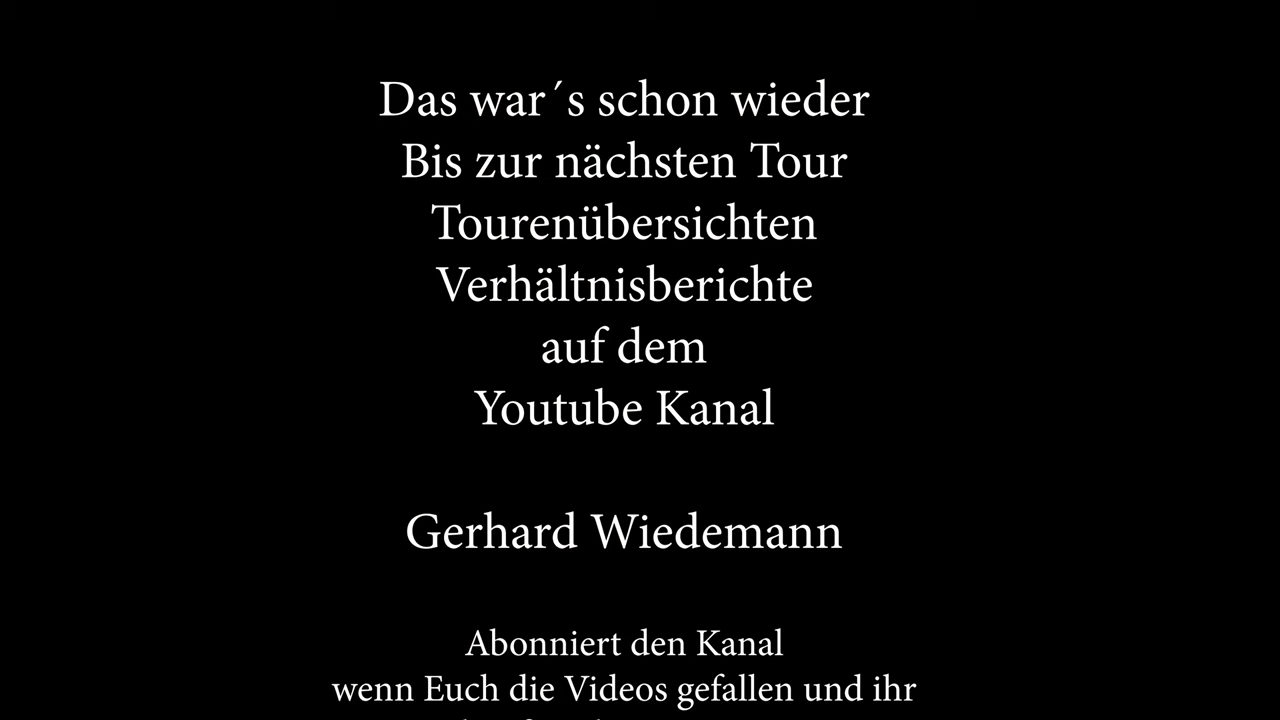 Das war´s schon wieder
Bis zur nächsten Tour
Tourenübersichten
Verhältnisberichte
auf dem
Youtube Kanal
Gerhard Wiedemann
Abonniert den Kanal
wenn Euch die Videos gefallen und ihr